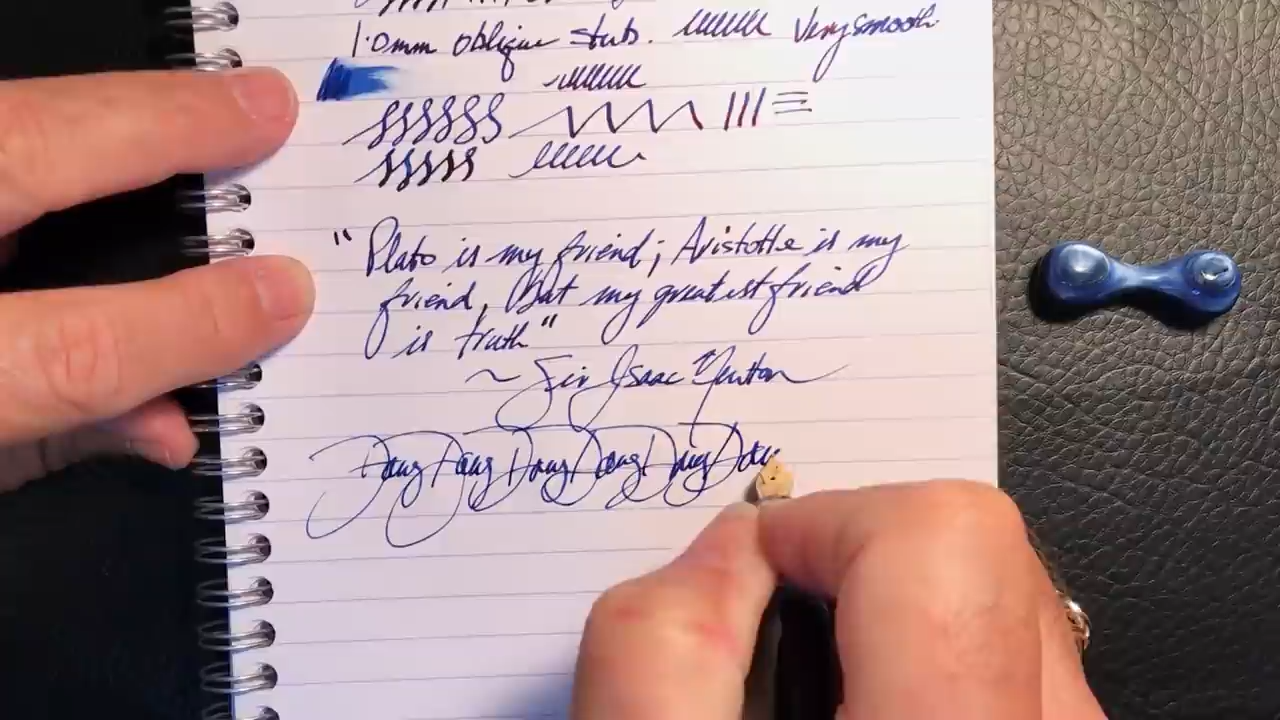 1.0mm oblique stub. Very smooth.
"Plato is my friend; Aristotle is my
friend, But my greatest friend
is truth"
~ Sir Isaac Newton
Doug Doug Doug Doug Doug Dou